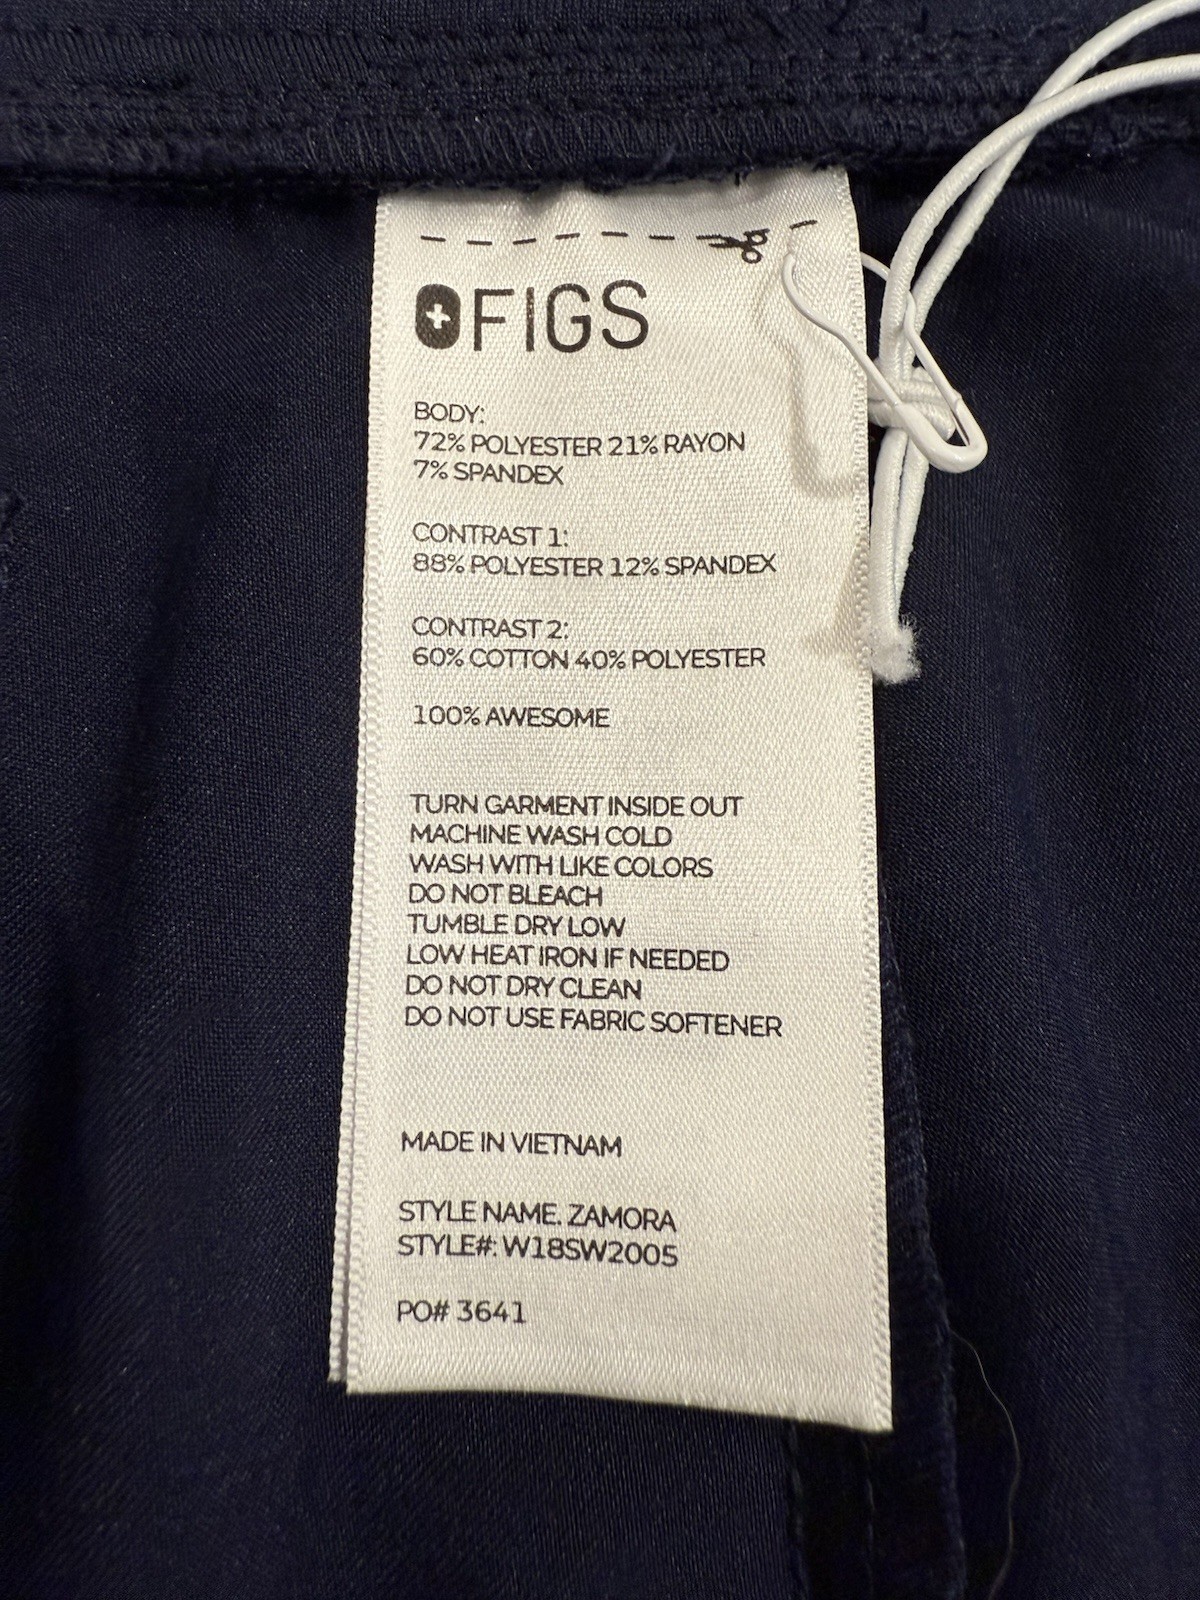 FIGS
BODY:
72% POLYESTER 21% RAYON
7% SPANDEX
CONTRAST 1:
88% POLYESTER 12% SPANDEX
CONTRAST 2:
60% COTTON 40% POLYESTER
100% AWESOME
TURN GARMENT INSIDE OUT
MACHINE WASH COLD
WASH WITH LIKE COLORS
DO NOT BLEACH
TUMBLE DRY LOW
LOW HEAT IRON IF NEEDED
DO NOT DRY CLEAN
DO NOT USE FABRIC SOFTENER
MADE IN VIETNAM
STYLE NAME. ZAMORA
STYLE#: W18SW2005
PO# 3641